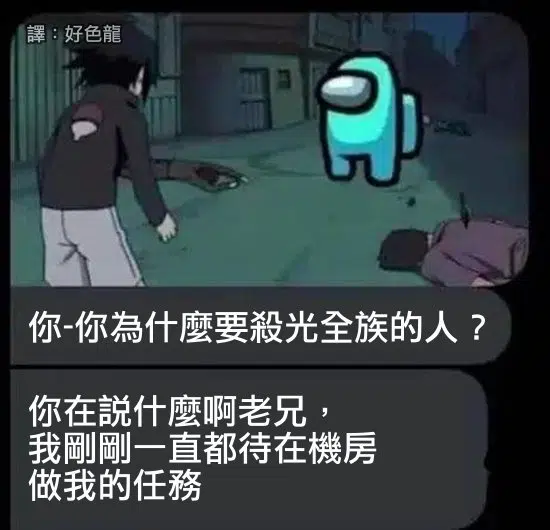 譯：好色龍
你-你為什麼要殺光全族的人？
你在説什麼啊老兄，
我剛剛一直都待在機房
做我的任務